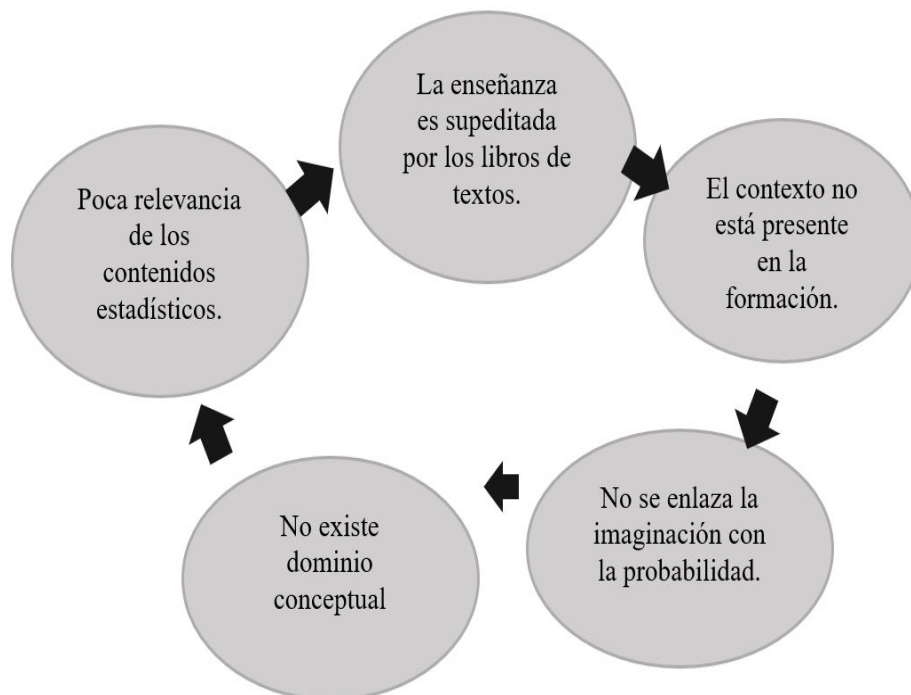 La enseñanza
es supeditada
por los libros de
textos.
El contexto no
está presente
en la
formación.
No se enlaza la
imaginación con
la probabilidad.
No existe
dominio
conceptual
Poca relevancia
de los
contenidos
estadísticos.